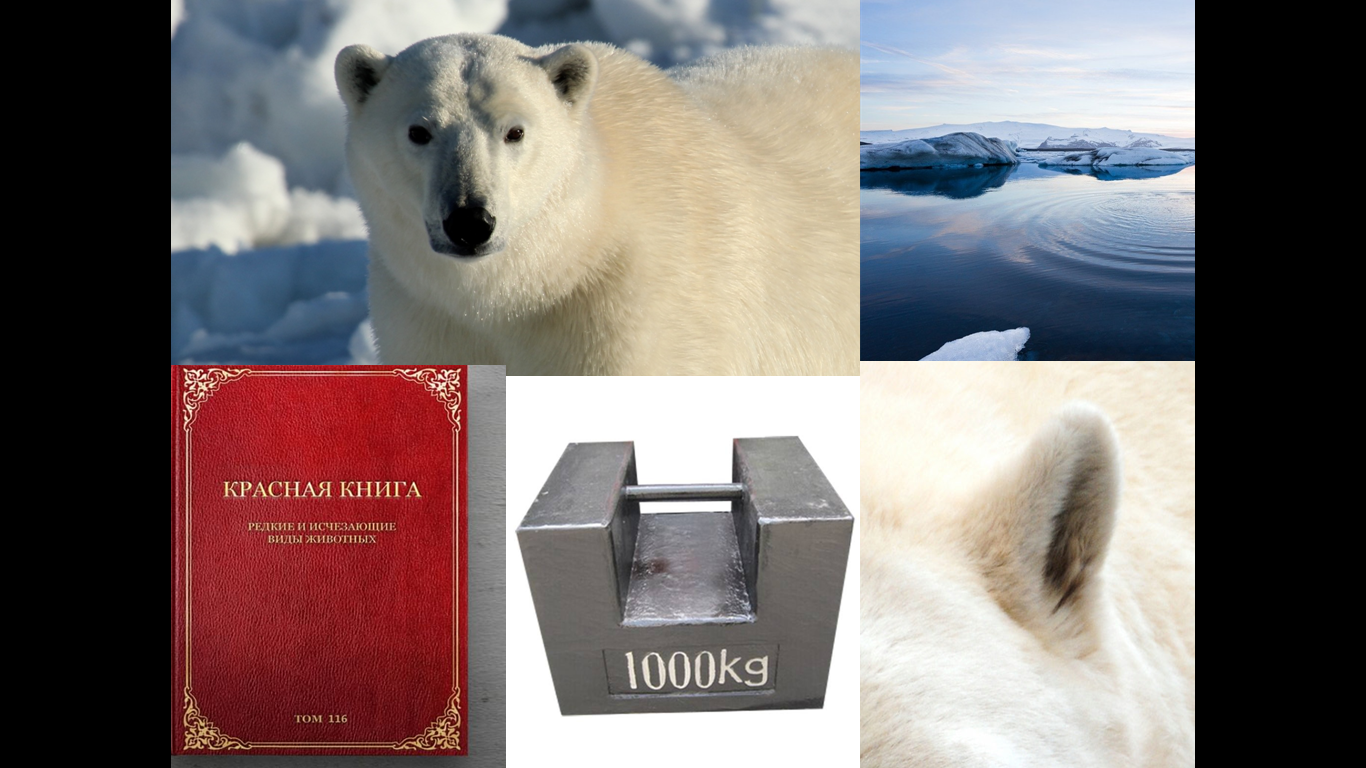 КРАСНАЯ КНИГА
РЕДКИЕ И ИСЧЕЗАЮЩИЕ
ВИДЫ ЖИВОТНЫХ
ТОМ 116
1000kg